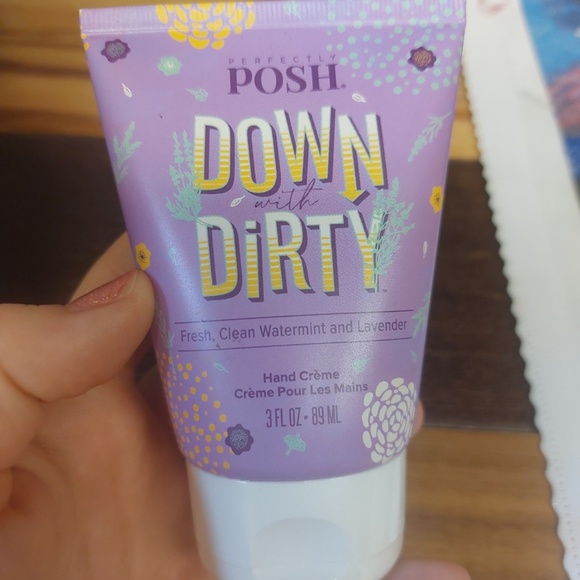 PERFECTLY
POSH®
DOWN
with
DiRTY™
Fresh, Clean Watermint and Lavender
Hand Crème
Crème Pour Les Mains
3 FL OZ • 89 ML